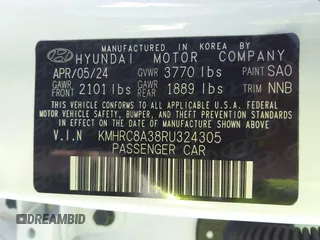 MANUFACTURED IN KOREA BY
HYUNDAI MOTOR COMPANY
APR/05/24 GVWR 3770 lbs PAINT SAO
GAWR FRONT 2101 lbs GAWR REAR 1889 lbs TRIM NNB
THIS VEHICLE CONFORMS TO ALL APPLICABLE U.S.A. FEDERAL
MOTOR VEHICLE SAFETY, BUMPER, AND THEFT PREVENTION
STANDARDS IN EFFECT ON THE DATE OF MANUFACTURE SHOWN ABOVE.
V.I.N KMHRC8A38RU324305
PASSENGER CAR
DREAMBID